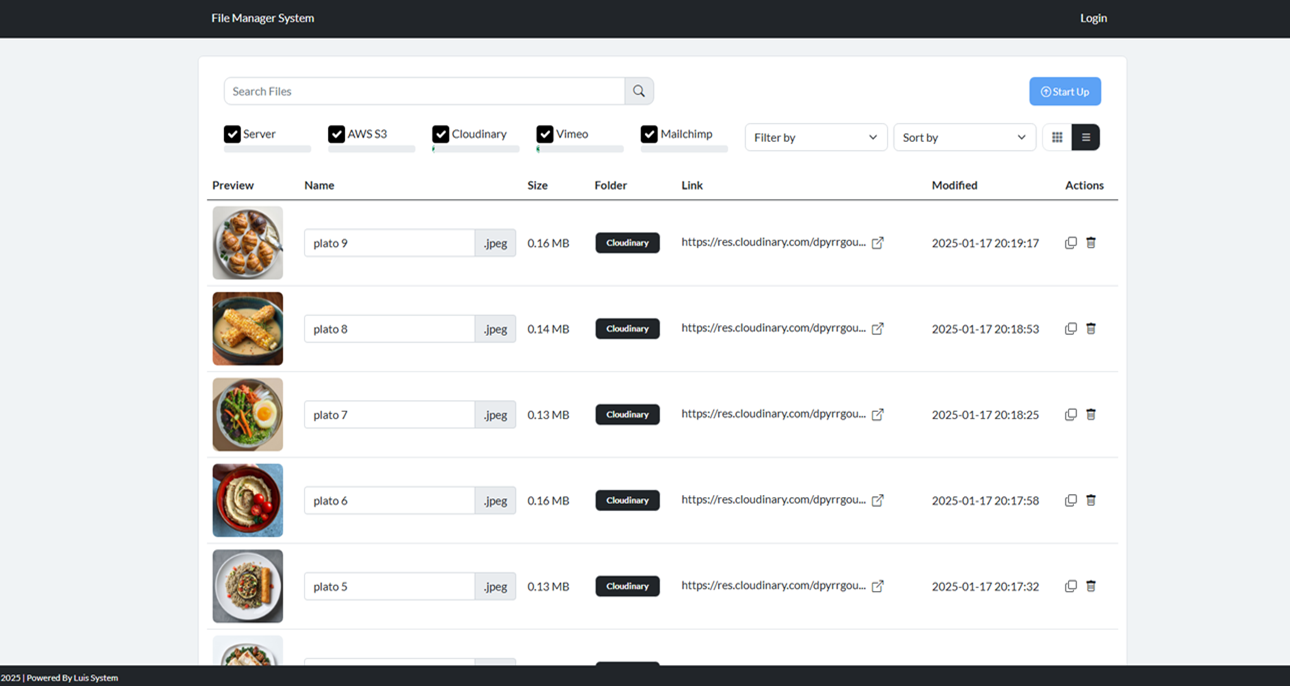 File Manager System Login
Search Files Start Up
Server AWS S3 Cloudinary Vimeo Mailchimp Filter by Sort by
Preview Name Size Folder Link Modified Actions
plato 9 .jpeg 0.16 MB Cloudinary https://res.cloudinary.com/dpyrrgou... 2025-01-17 20:19:17
plato 8 .jpeg 0.14 MB Cloudinary https://res.cloudinary.com/dpyrrgou... 2025-01-17 20:18:53
plato 7 .jpeg 0.13 MB Cloudinary https://res.cloudinary.com/dpyrrgou... 2025-01-17 20:18:25
plato 6 .jpeg 0.16 MB Cloudinary https://res.cloudinary.com/dpyrrgou... 2025-01-17 20:17:58
plato 5 .jpeg 0.13 MB Cloudinary https://res.cloudinary.com/dpyrrgou... 2025-01-17 20:17:32
2025 | Powered By Luis System